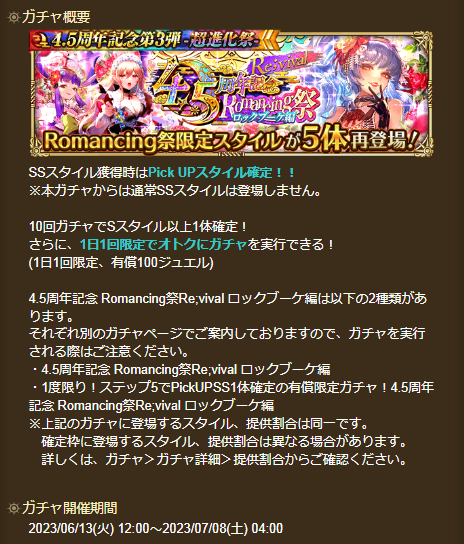 ガチャ概要
4.5周年記念第3弾 -超進化祭-
Re;vival
4.5周年記念
Romancing祭
ロックブーケ編
Romancing祭限定スタイルが5体再登場!
SSスタイル獲得時はPick UPスタイル確定！！
※本ガチャからは通常SSスタイルは登場しません。
10回ガチャでSスタイル以上1体確定！
さらに、1日1回限定でオトクにガチャを実行できる！
(1日1回限定、有償100ジュエル)
4.5周年記念 Romancing祭Re;vival ロックブーケ編は以下の2種類があ
ります。
それぞれ別のガチャページでご案内しておりますので、ガチャを実行
される際はご注意ください。
・4.5周年記念 Romancing祭Re;vival ロックブーケ編
・1度限り！ステップ5でPickUPSS1体確定の有償限定ガチャ！4.5周年
記念 Romancing祭Re;vival ロックブーケ編
※上記のガチャに登場するスタイル、提供割合は同一です。
確定枠に登場するスタイル、提供割合は異なる場合があります。
詳しくは、ガチャ＞ガチャ詳細＞提供割合からご確認ください。
ガチャ開催期間
2023/06/13(火) 12:00～2023/07/08(土) 04:00